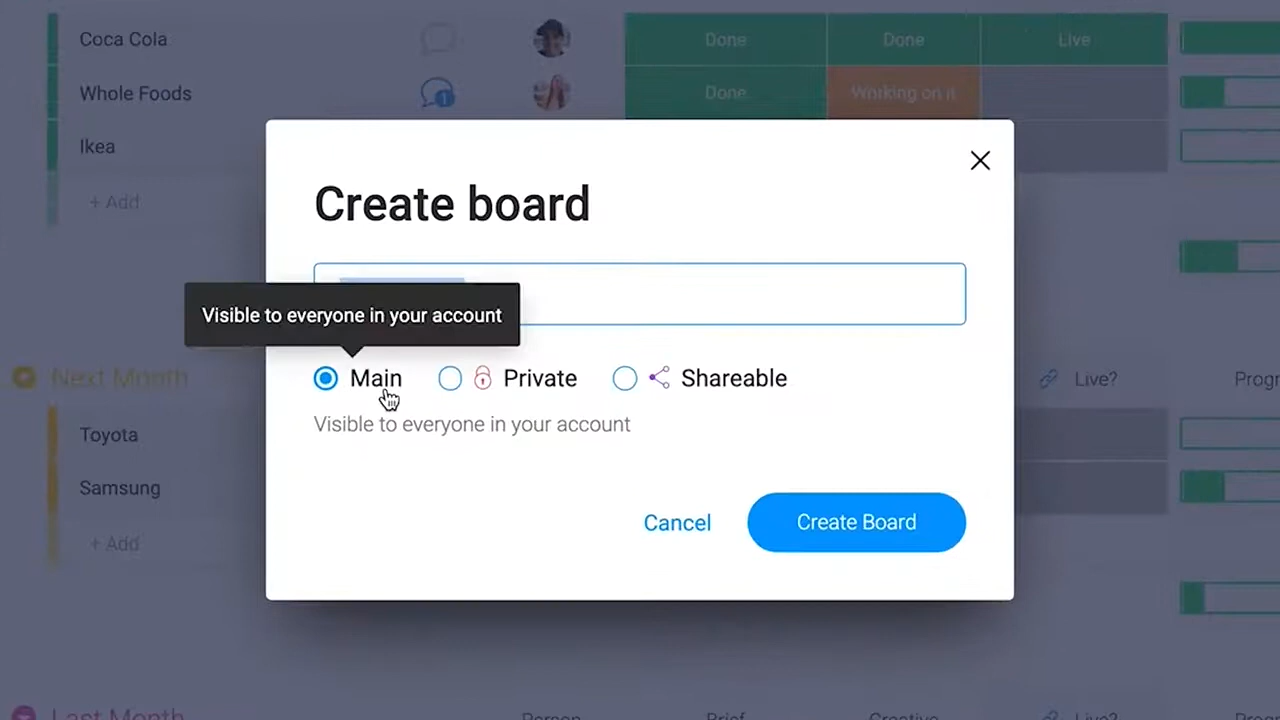 Coca Cola Done Done Live
Whole Foods 1 Done Working on it
Ikea
+ Add
Create board
Visible to everyone in your account
Main Private Shareable
Visible to everyone in your account
Next Month Live?
Toyota
Samsung
+ Add
Cancel Create Board
Last Month Person Brief Creative Live?